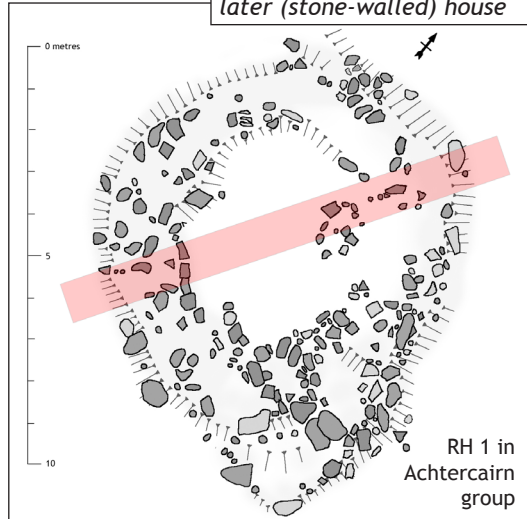 later (stone-walled) house
0 metres
5
10
RH 1 in
Achtercairn
group